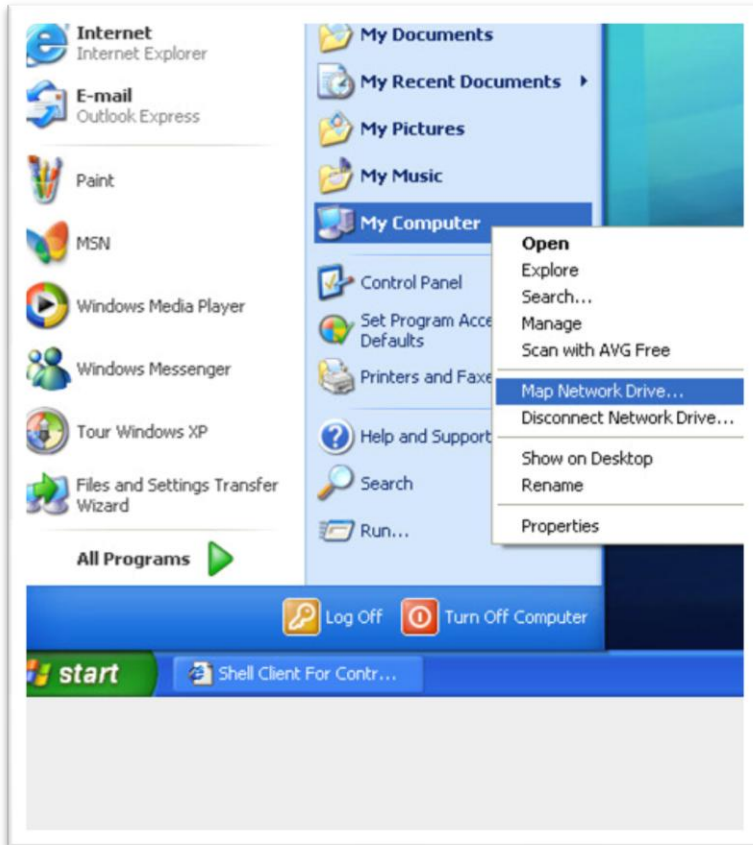 Internet
Internet Explorer
E-mail
Outlook Express
Paint
MSN
Windows Media Player
Windows Messenger
Tour Windows XP
Files and Settings Transfer
Wizard
All Programs
My Documents
My Recent Documents
My Pictures
My Music
My Computer
Control Panel
Set Program Acce
Defaults
Printers and Faxe
Help and Support
Search
Run...
Open
Explore
Search...
Manage
Scan with AVG Free
Map Network Drive...
Disconnect Network Drive...
Show on Desktop
Rename
Properties
Log Off
Turn Off Computer
start
Shell Client For Contr...